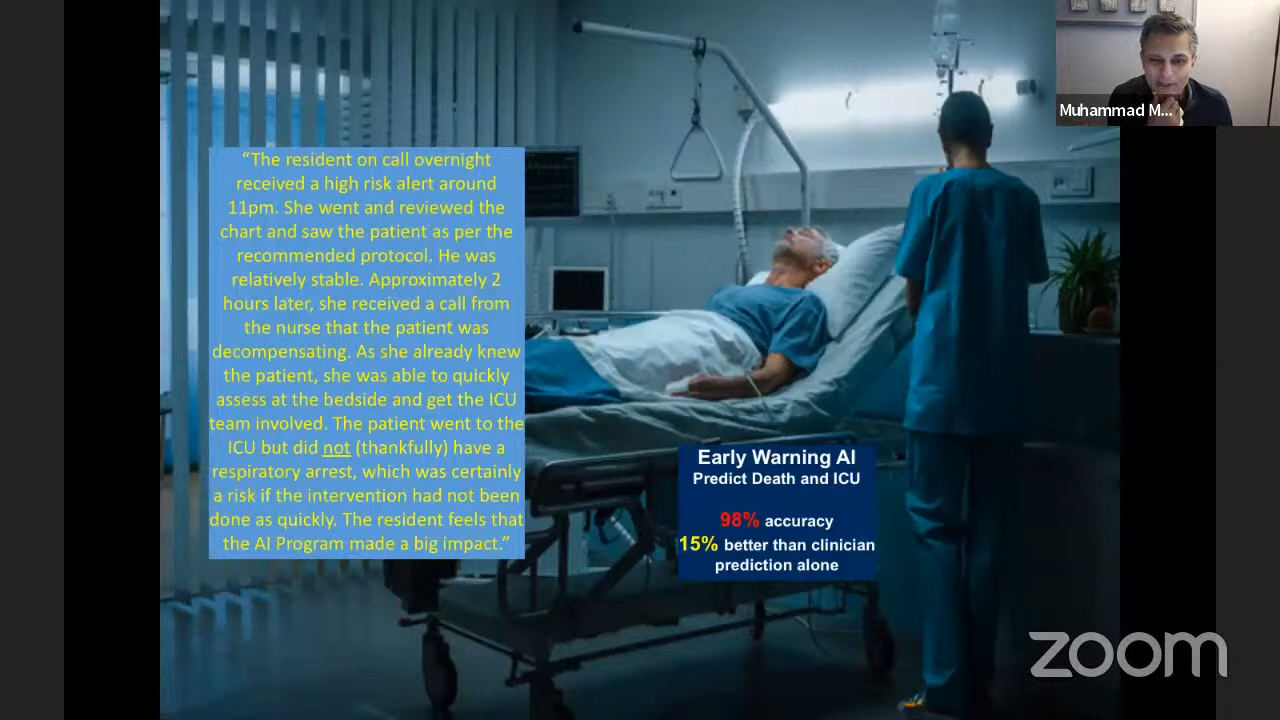 Muhammad M...
“The resident on call overnight
received a high risk alert around
11pm. She went and reviewed the
chart and saw the patient as per the
recommended protocol. He was
relatively stable. Approximately 2
hours later, she received a call from
the nurse that the patient was
decompensating. As she already knew
the patient, she was able to quickly
assess at the bedside and get the ICU
team involved. The patient went to the
ICU but did not (thankfully) have a
respiratory arrest, which was certainly
a risk if the intervention had not been
done as quickly. The resident feels that
the AI Program made a big impact.”
Early Warning AI
Predict Death and ICU
98% accuracy
15% better than clinician
prediction alone
zoom